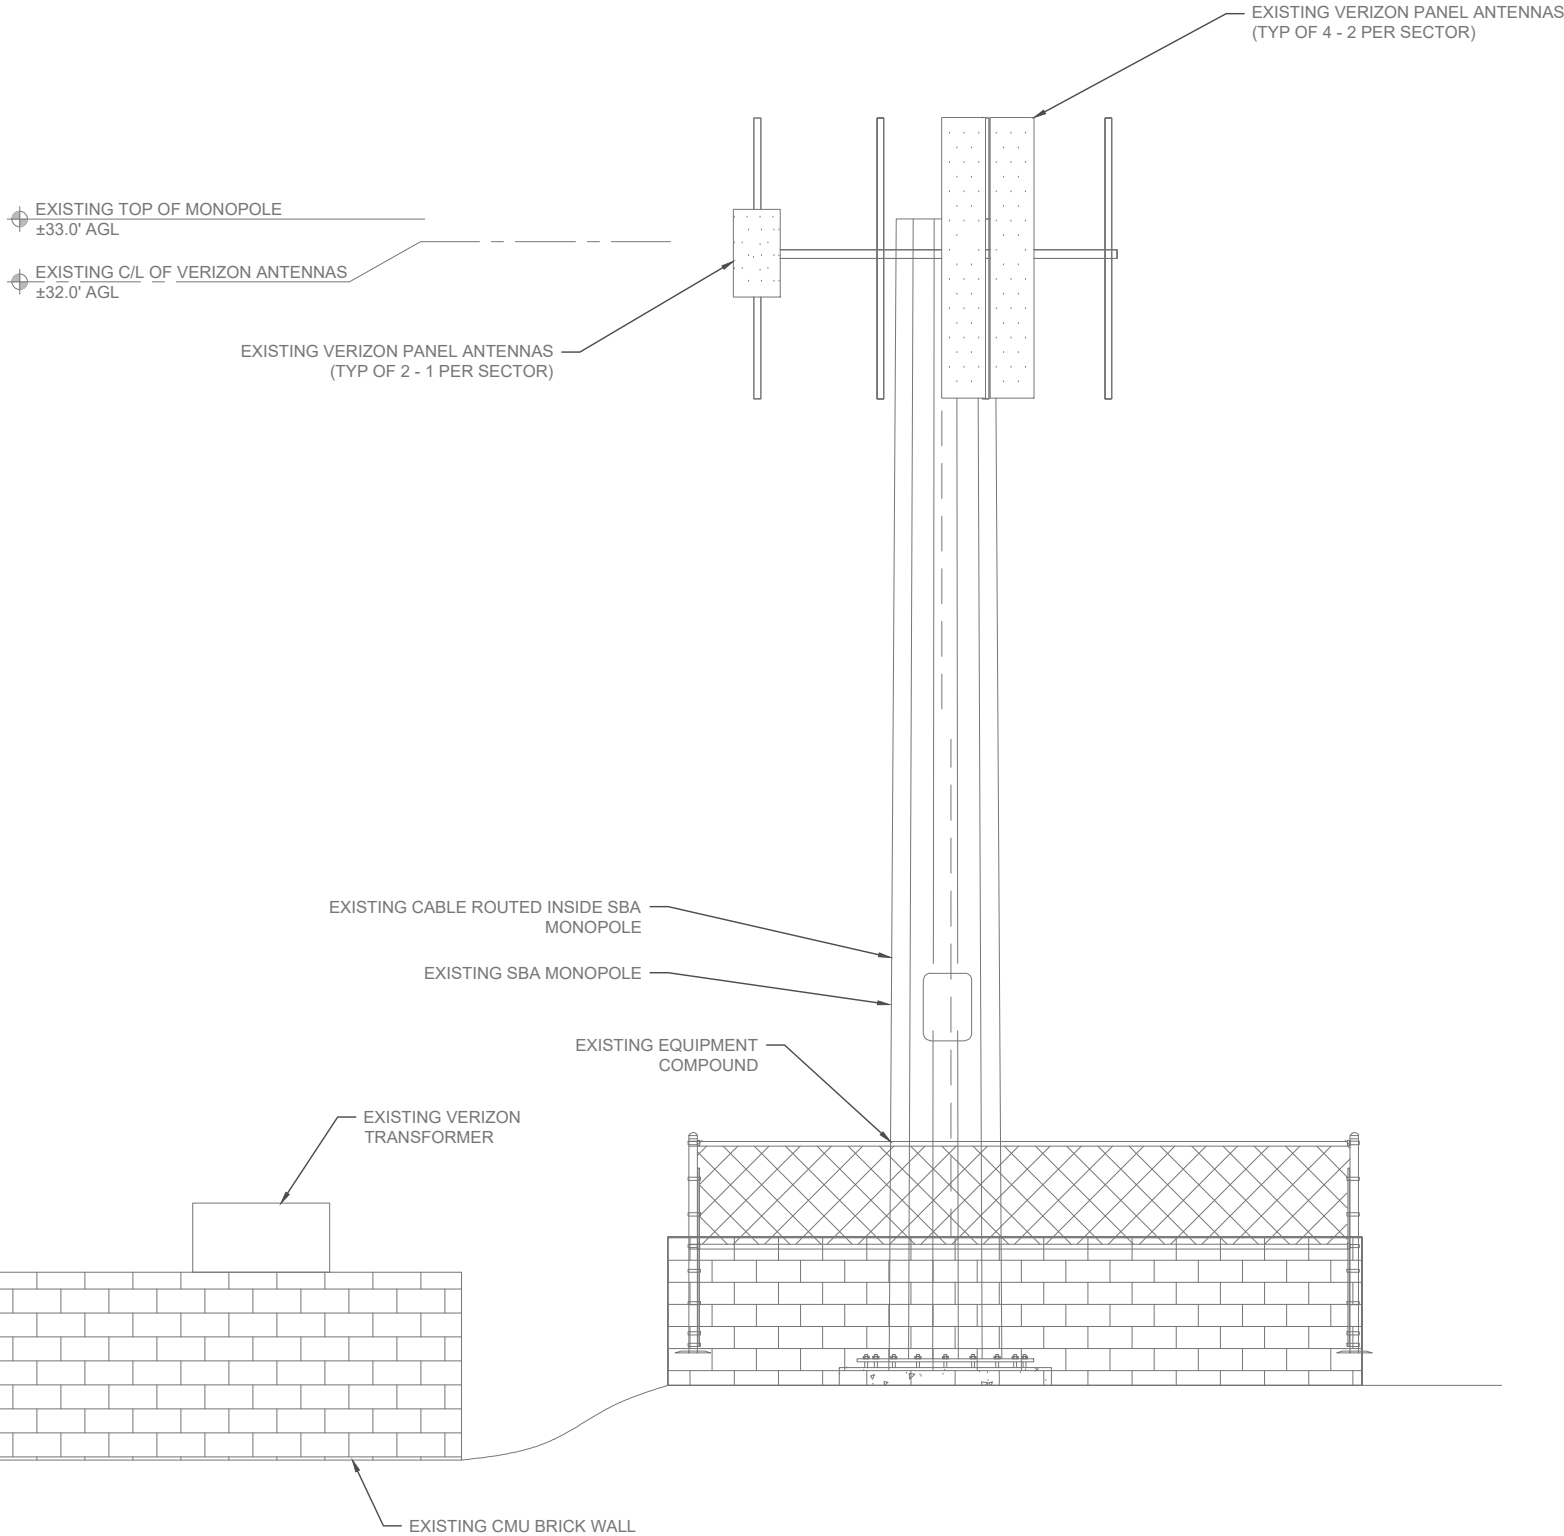 EXISTING VERIZON PANEL ANTENNAS
(TYP OF 4 - 2 PER SECTOR)
EXISTING TOP OF MONOPOLE
±33.0' AGL
EXISTING C/L OF VERIZON ANTENNAS
±32.0' AGL
EXISTING VERIZON PANEL ANTENNAS
(TYP OF 2 - 1 PER SECTOR)
EXISTING CABLE ROUTED INSIDE SBA
MONOPOLE
EXISTING SBA MONOPOLE
EXISTING EQUIPMENT
COMPOUND
EXISTING VERIZON
TRANSFORMER
EXISTING CMU BRICK WALL